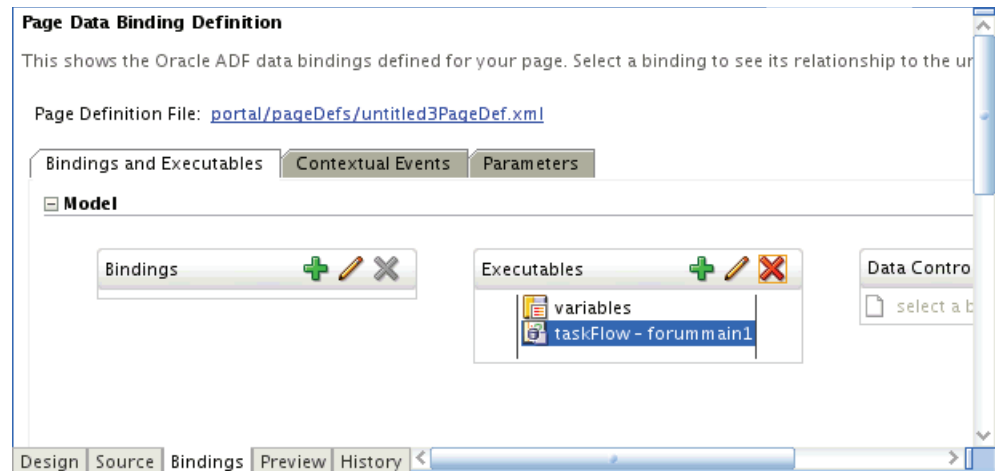 Page Data Binding Definition
This shows the Oracle ADF data bindings defined for your page. Select a binding to see its relationship to the
Page Definition File: portal/pageDefs/untitled3PageDef.xml
Bindings and Executables Contextual Events Parameters
Model
Bindings Executables Data Contro
variables select a b
taskFlow - forummain1
Design Source Bindings Preview History